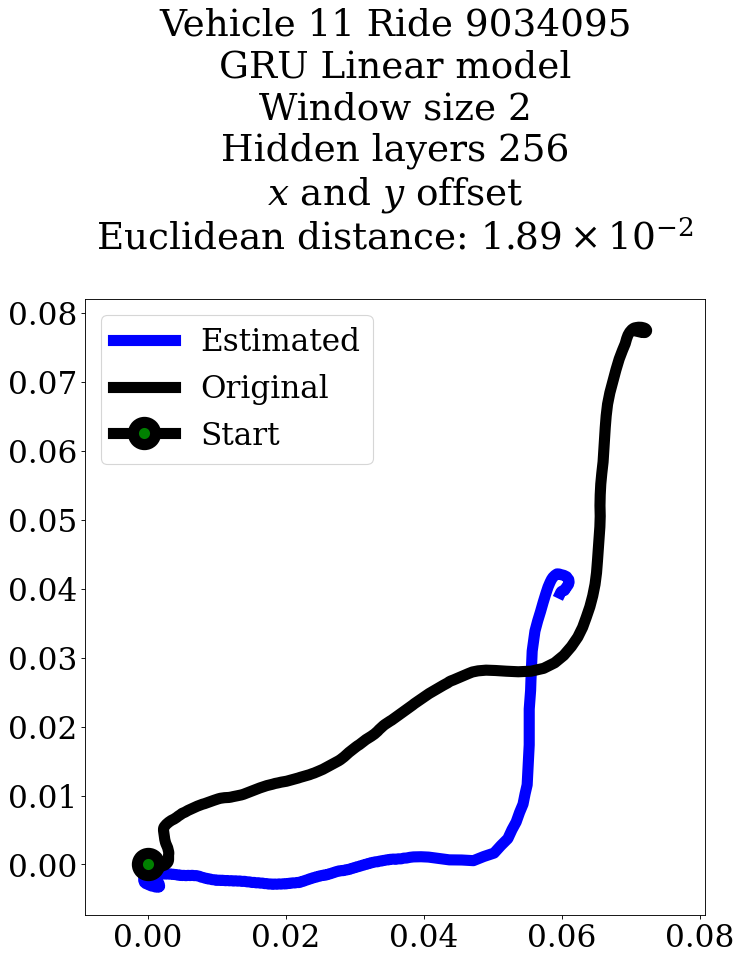 Vehicle 11 Ride 9034095
GRU Linear model
Window size 2
Hidden layers 256
x and y offset
Euclidean distance: 1.89 × 10⁻²
0.08
0.07
0.06
0.05
0.04
0.03
0.02
0.01
0.00
Estimated
Original
Start
0.00 0.02 0.04 0.06 0.08